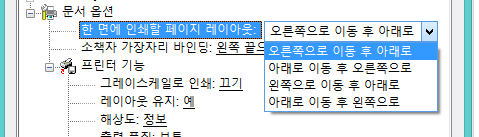 문서 옵션
한 면에 인쇄할 페이지 레이아웃: 오른쪽으로 이동 후 아래로
소책자 가장자리 바인딩: 왼쪽 끝으
오른쪽으로 이동 후 아래로
아래로 이동 후 오른쪽으로
왼쪽으로 이동 후 아래로
아래로 이동 후 왼쪽으로
프린터 기능
그레이스케일로 인쇄: 끄기
레이아웃 유지: 예
해상도: 정보